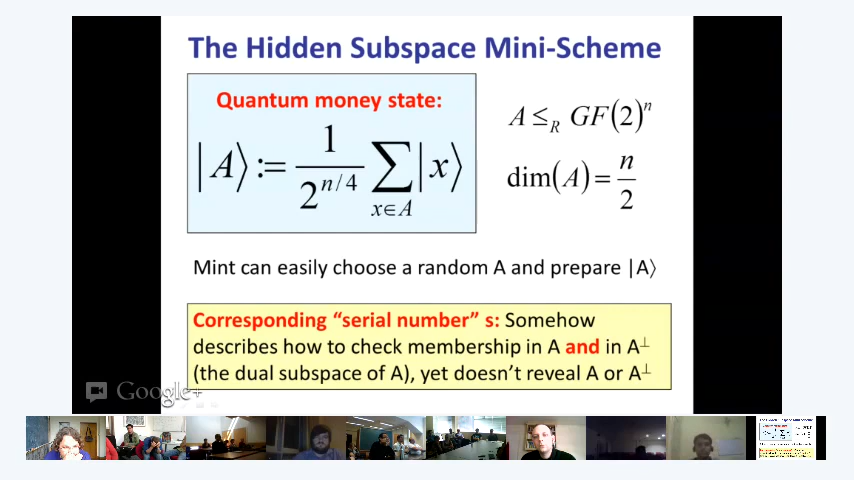 The Hidden Subspace Mini-Scheme
Quantum money state:
|A⟩ := 1/2^{n/4} ∑_{x∈A} |x⟩
A ≤_R GF(2)^n
dim(A) = n/2
Mint can easily choose a random A and prepare |A⟩
Corresponding “serial number” s: Somehow
describes how to check membership in A and in A^⊥
(the dual subspace of A), yet doesn’t reveal A or A^⊥
Google+